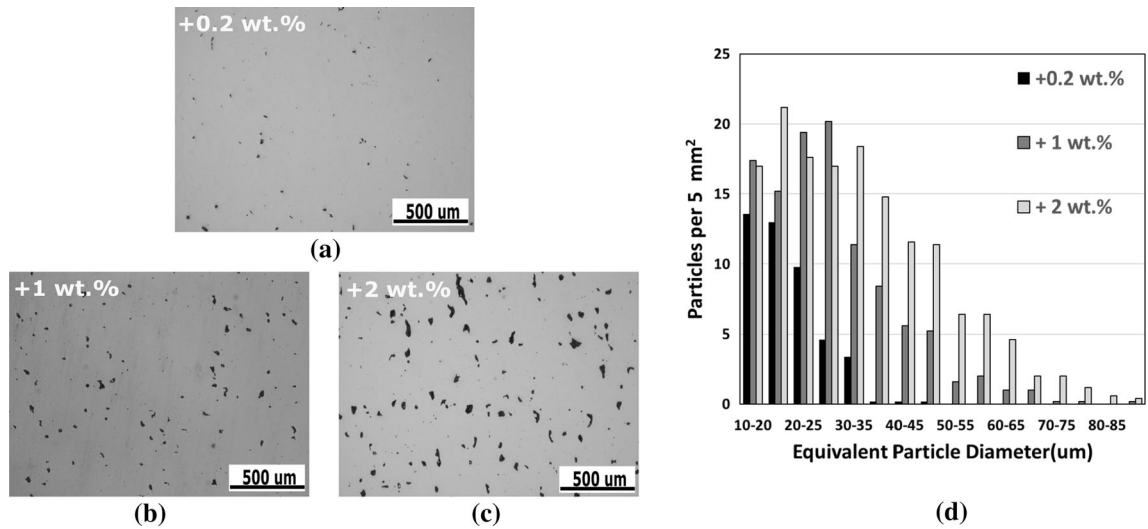 +0.2 wt.%
500 um
(a)
+1 wt.%
500 um
(b)
+2 wt.%
500 um
(c)
Particles per 5 mm²
25
20
15
10
5
0
+0.2 wt.%
+ 1 wt.%
+ 2 wt.%
10-20 20-25 30-35 40-45 50-55 60-65 70-75 80-85
Equivalent Particle Diameter(um)
(d)